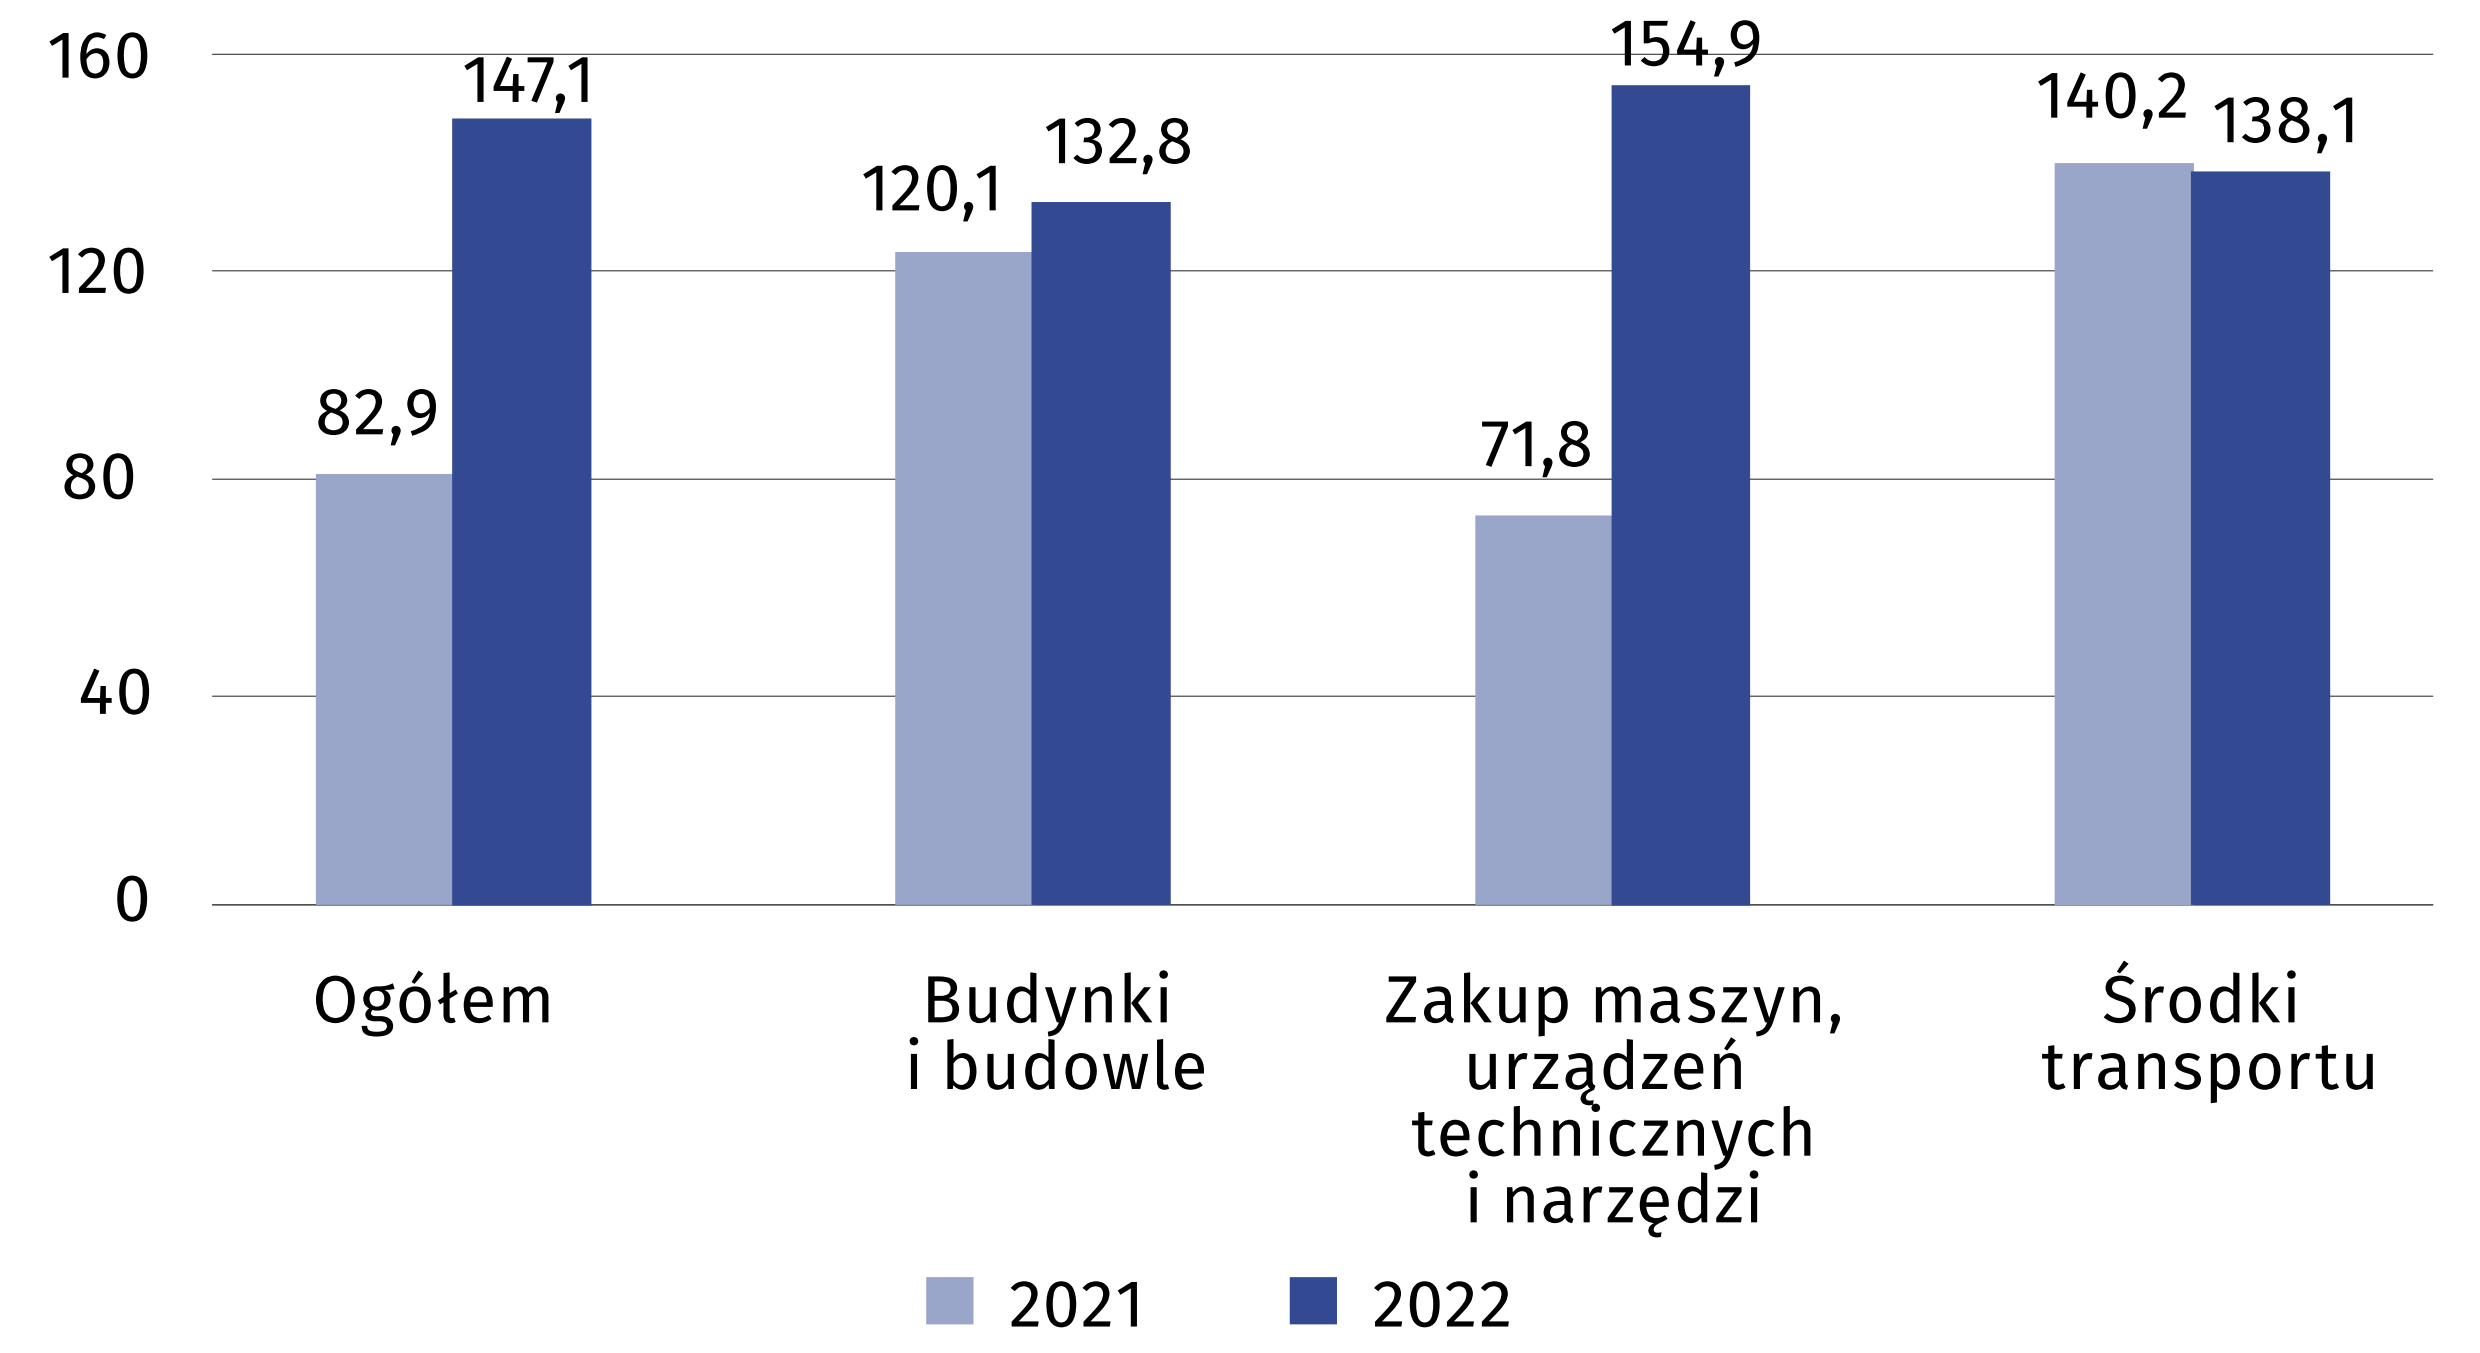 160
120
80
40
0
82,9
147,1
120,1
132,8
71,8
154,9
140,2
138,1
Ogółem
Budynki
i budowle
Zakup maszyn,
urządzeń
technicznych
i narzędzi
Środki
transportu
2021
2022